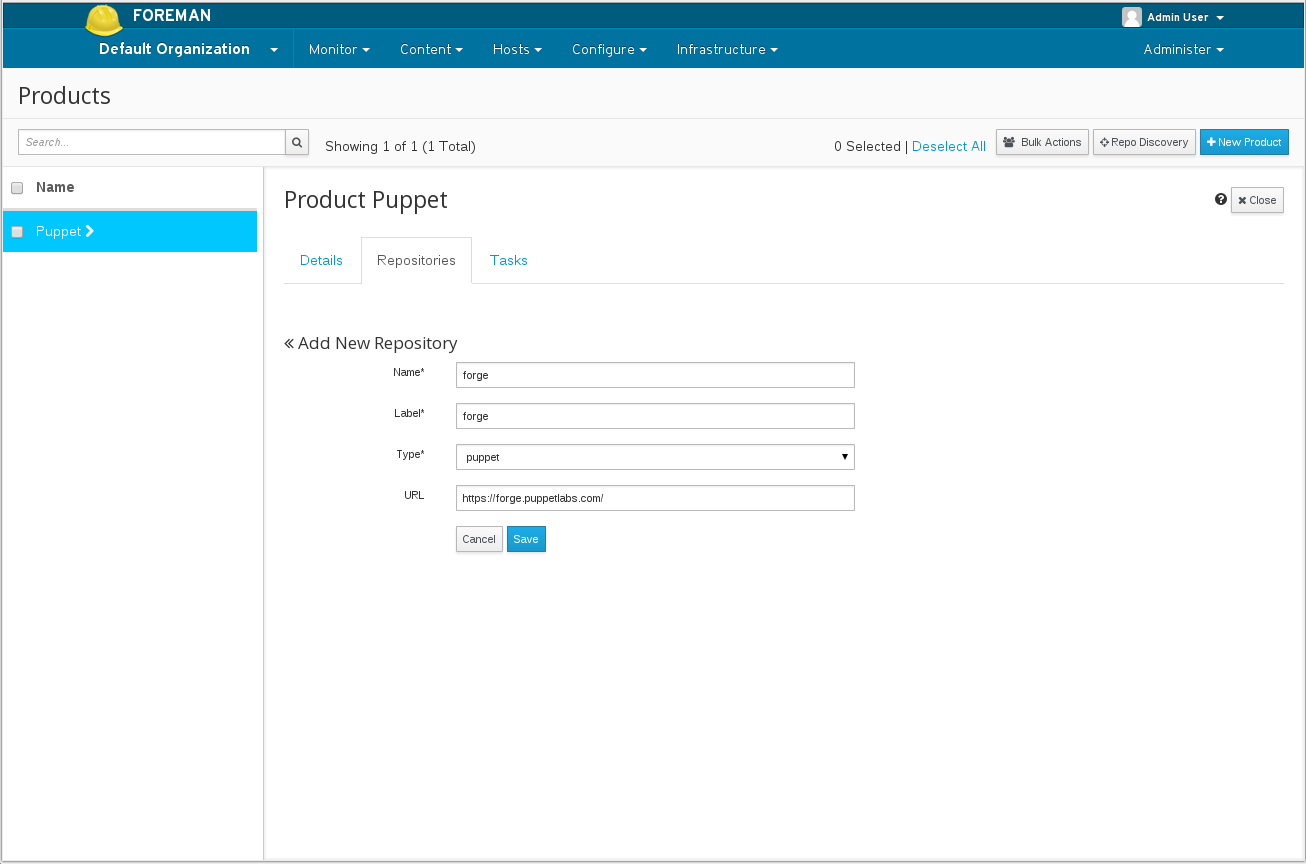 FOREMAN
Admin User
Default Organization
Monitor Content Hosts Configure Infrastructure Administer
Products
Search...
Showing 1 of 1 (1 Total)
0 Selected | Deselect All
Bulk Actions
Repo Discovery
New Product
Name
Puppet
Product Puppet
Close
Details Repositories Tasks
Add New Repository
Name* forge
Label* forge
Type* puppet
URL https://forge.puppetlabs.com/
Cancel Save